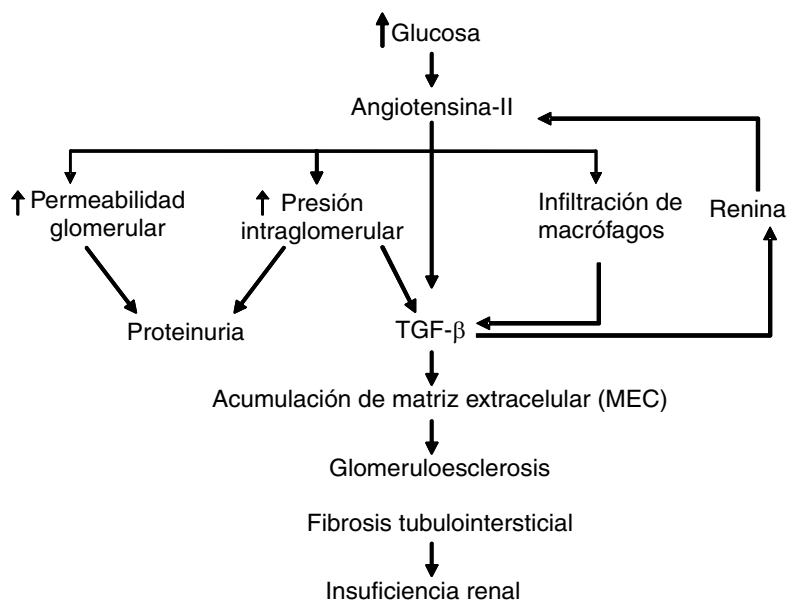 Glucosa
Angiotensina-II
Permeabilidad
glomerular
Presión
intraglomerular
Infiltración de
macrófagos
Renina
Proteinuria
TGF-β
Acumulación de matriz extracelular (MEC)
Glomeruloesclerosis
Fibrosis tubulointersticial
Insuficiencia renal